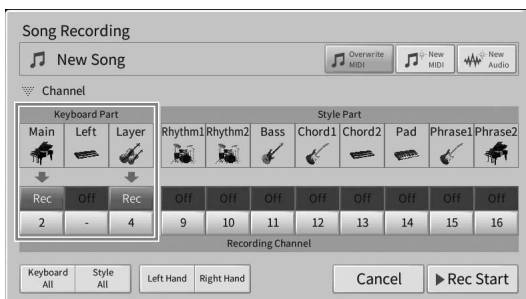 Song Recording
New Song
Overwrite MIDI
New MIDI
New Audio
Channel
Keyboard Part Style Part
Main Left Layer Rhythm1 Rhythm2 Bass Chord1 Chord2 Pad Phrase1 Phrase2
Rec Off Rec Off Off Off Off Off Off Off Off
2 - 4 9 10 11 12 13 14 15 16
Recording Channel
Keyboard All
Style All
Left Hand Right Hand Cancel Rec Start